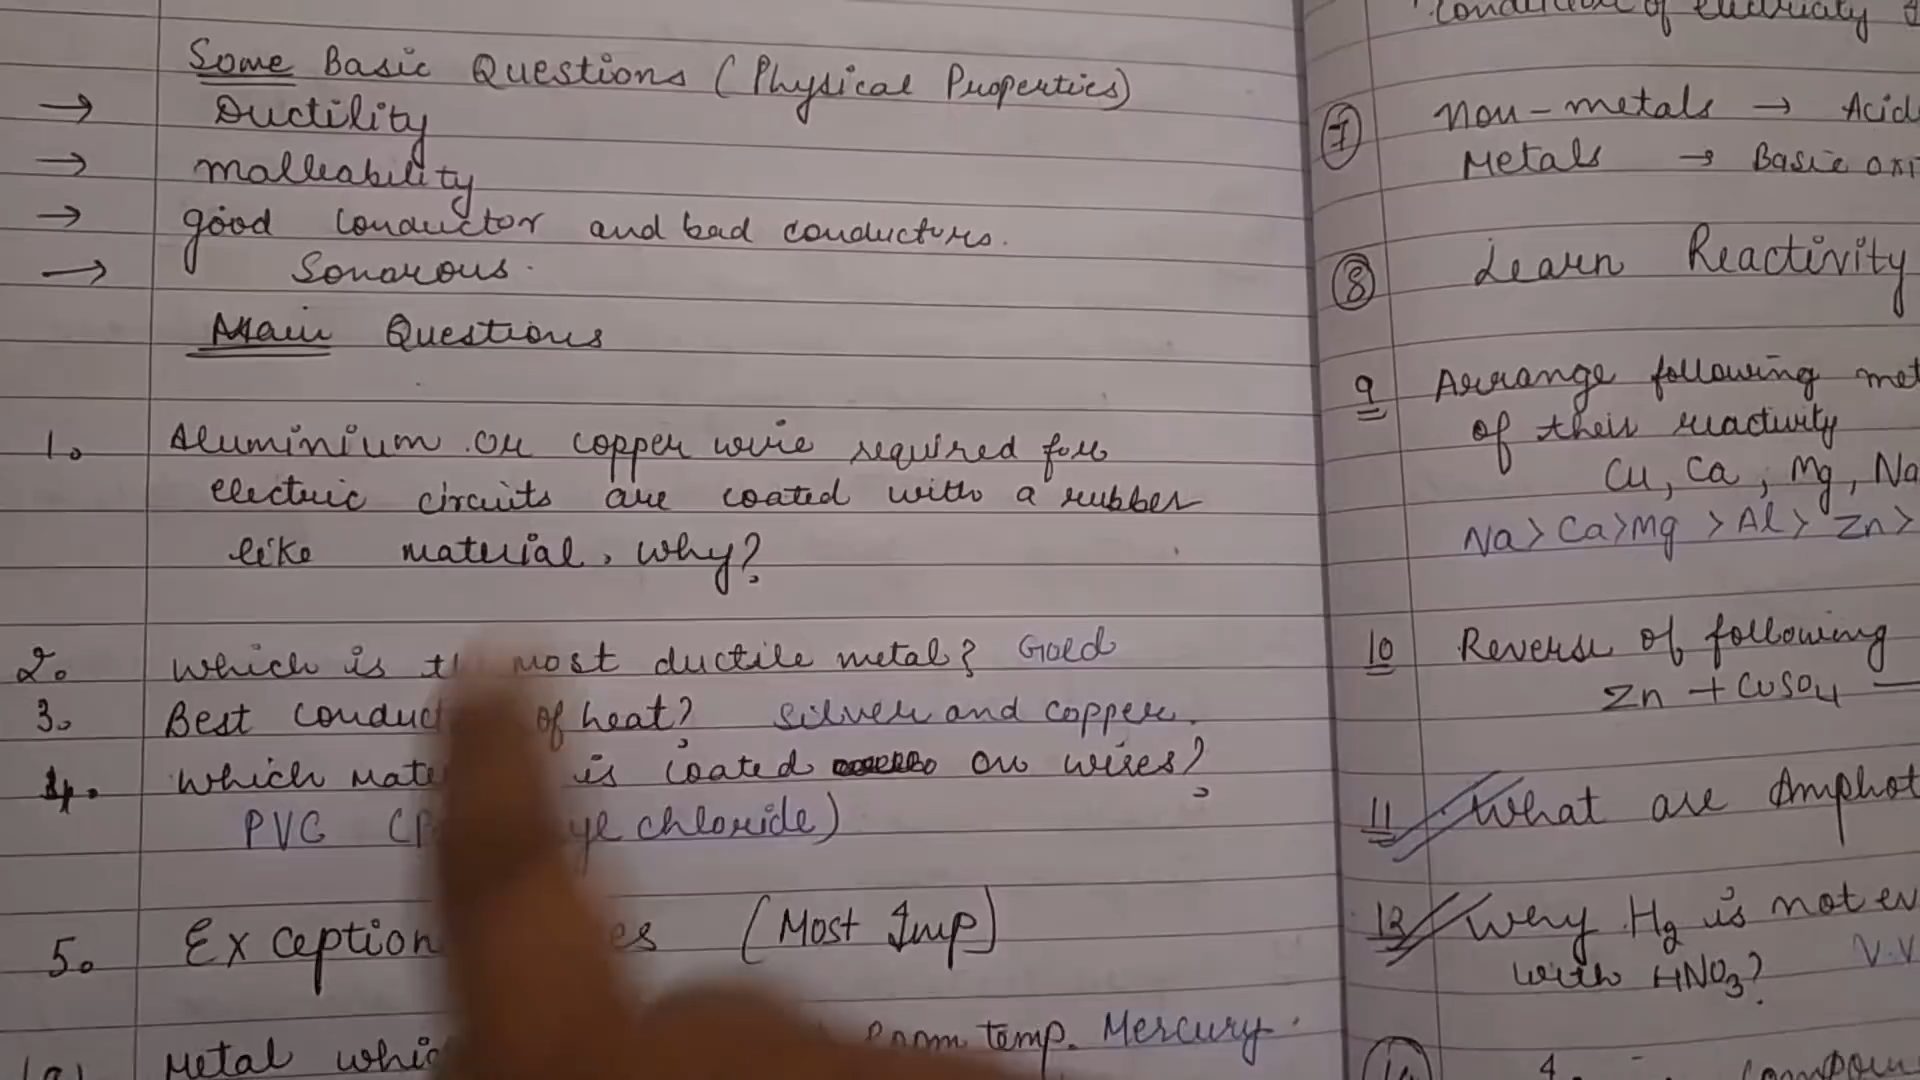 Some Basic Questions (Physical Properties)
→ Ductility
→ malleability
→ good conductor and bad conductors.
→ Sonorous.
Main Questions
1. Aluminium or copper wire required for
electric circuits are coated with a rubber
like material, why?
2. which is most ductile metal? Gold
3. Best of heat? silver and copper.
4. which is coated on wires?
PVC chloride)
5. Exception (Most Imp)
Metal Room temp. Mercury.
of
7 Non-metals → Acid
Metals → Basic
8 Learn Reactivity
9 Arrange following
of their reactivity
Cu, Ca, Mg, Na
Na > Ca > Mg > Al > Zn >
10 Reverse of following
Zn + CuSO4 —
11 What are
12 Why Hg is not
with HNO3? V.V
4